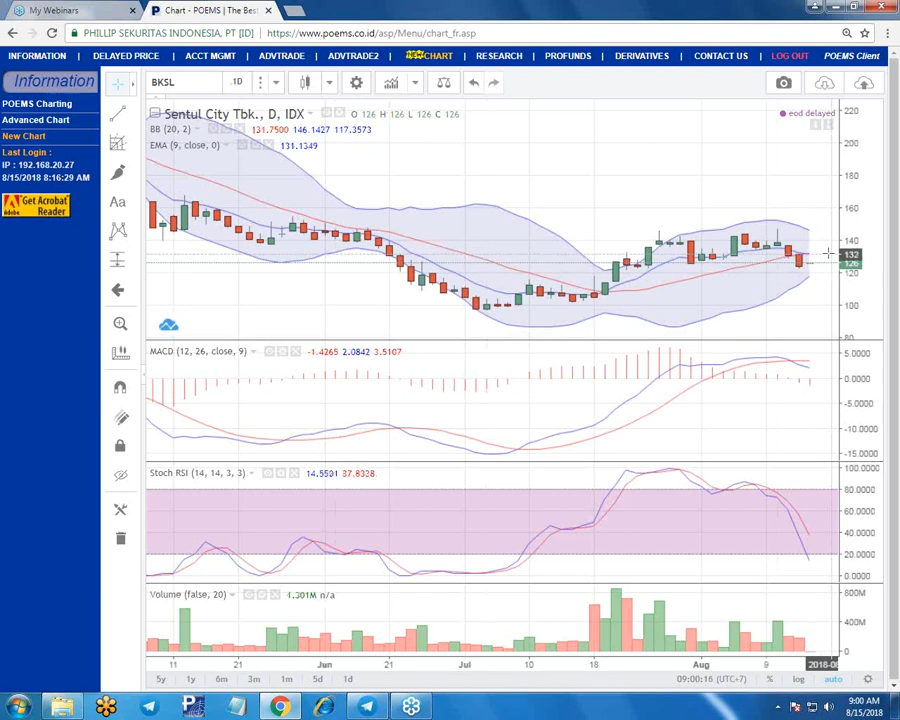 My Webinars
Chart - POEMS | The Bes
PHILLIP SEKURITAS INDONESIA, PT [ID]
https://www.poems.co.id/asp/Menu/chart_fr.asp
INFORMATION
DELAYED PRICE
ACCT MGMT
ADVTRADE
ADVTRADE2
NEW CHART
RESEARCH
PROFUNDS
DERIVATIVES
CONTACT US
LOG OUT
POEMS Client
Information
POEMS Charting
Advanced Chart
New Chart
Last Login :
IP : 192.168.20.27
8/15/2018 8:16:29 AM
Get Acrobat
Reader
Adobe
BKSL
1D
Aa
Sentul City Tbk., D, IDX
O 126 H 126 L 126 C 126
eod delayed
BB (20, 2)
131.7500 146.1427 117.3573
EMA (9, close, 0)
131.1349
220
200
180
160
140
132
126
120
100
80
MACD (12, 26, close, 9)
-1.4265 2.0842 3.5107
5.0000
0.0000
-5.0000
-10.0000
-15.0000
Stoch RSI (14, 14, 3, 3)
14.5501 37.8328
100.0000
80.0000
60.0000
40.0000
20.0000
0.0000
Volume (false, 20)
4.301M n/a
800M
400M
0
11
21
Jun
21
Jul
10
18
Aug
9
2018-08
5y
1y
6m
3m
1m
5d
1d
09:00:16 (UTC+7)
%
log
auto
9:00 AM
8/15/2018